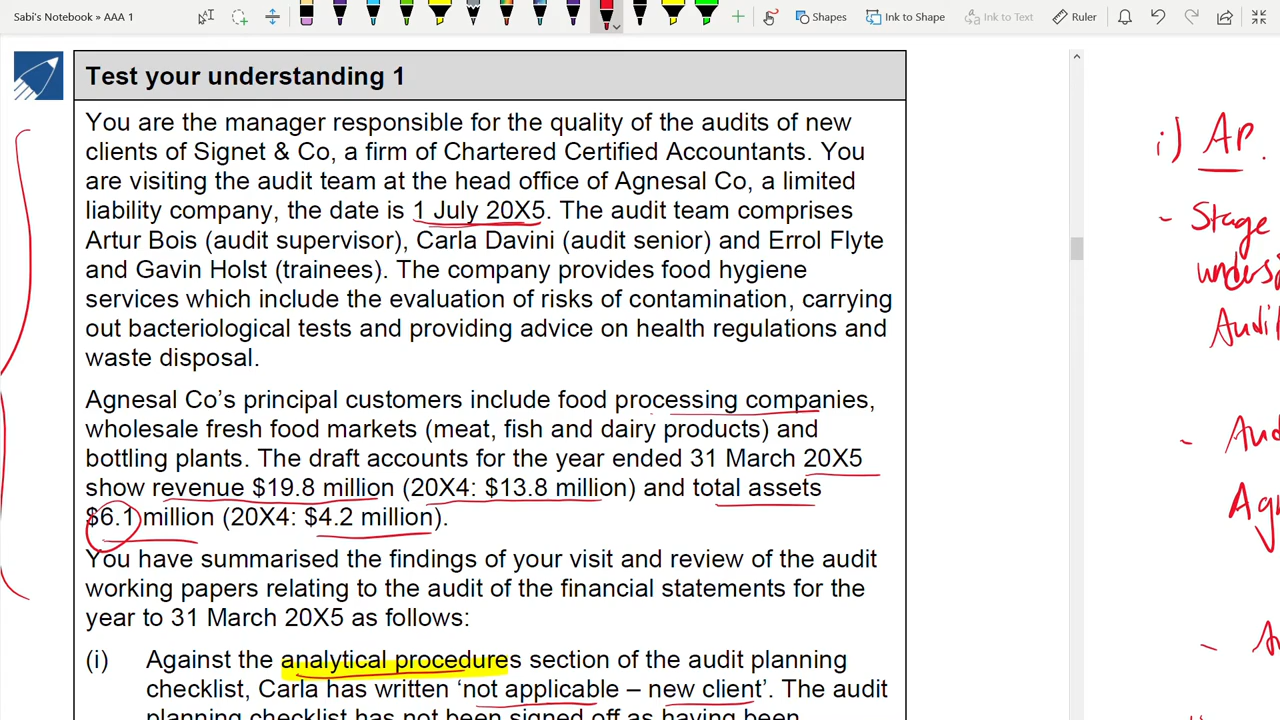 Sabi's Notebook » AAA 1
Shapes
Ink to Shape
Ink to Text
Ruler
Test your understanding 1
You are the manager responsible for the quality of the audits of new
clients of Signet & Co, a firm of Chartered Certified Accountants. You
are visiting the audit team at the head office of Agnesal Co, a limited
liability company, the date is 1 July 20X5. The audit team comprises
Artur Bois (audit supervisor), Carla Davini (audit senior) and Errol Flyte
and Gavin Holst (trainees). The company provides food hygiene
services which include the evaluation of risks of contamination, carrying
out bacteriological tests and providing advice on health regulations and
waste disposal.
Agnesal Co's principal customers include food processing companies,
wholesale fresh food markets (meat, fish and dairy products) and
bottling plants. The draft accounts for the year ended 31 March 20X5
show revenue $19.8 million (20X4: $13.8 million) and total assets
$6.1 million (20X4: $4.2 million).
You have summarised the findings of your visit and review of the audit
working papers relating to the audit of the financial statements for the
year to 31 March 20X5 as follows:
(i) Against the analytical procedures section of the audit planning
checklist, Carla has written 'not applicable – new client'. The audit
planning checklist has not been signed off as having been
i) AP.
- Stage
unders
Audi
- Aud
Ag